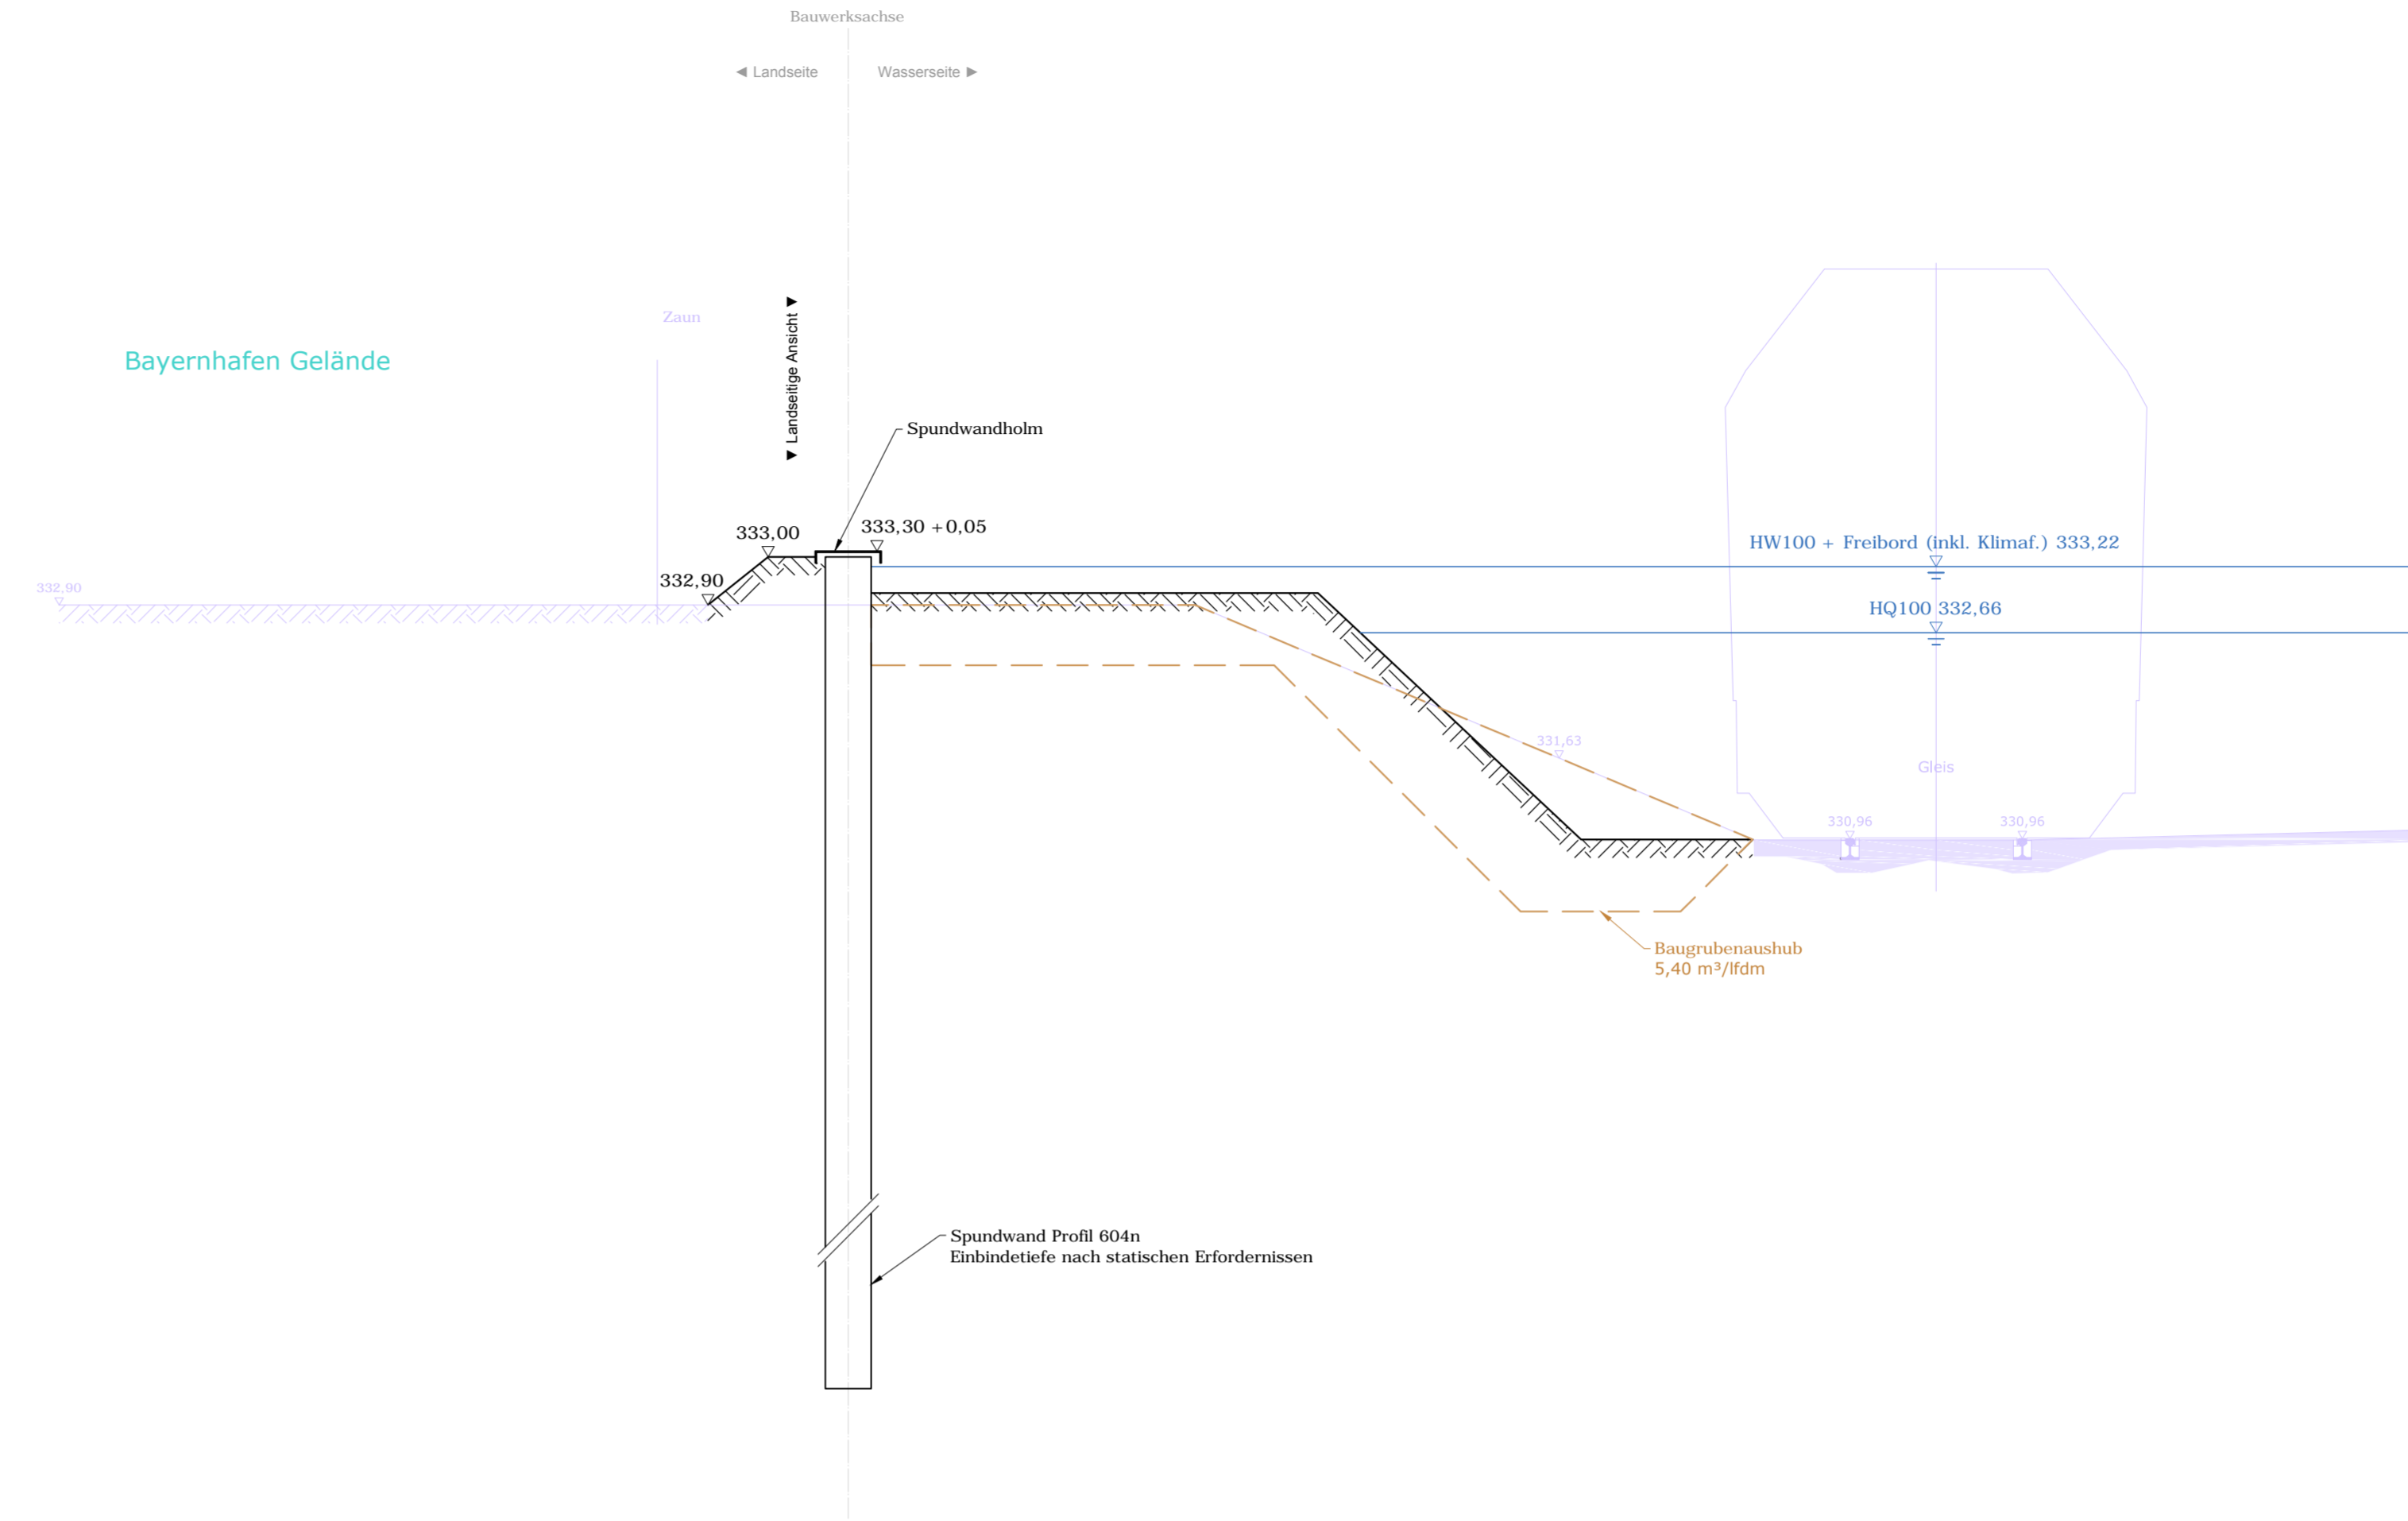 Bauwerksachse
◄ Landseite
Wasserseite ►
Zaun
Bayernhafen Gelände
▼ Landseitige Ansicht ▼
Spundwandholm
333,00
333,30 +0,05
332,90
332,90
HW100 + Freibord (inkl. Klimaf.) 333,22
HQ100 332,66
331,63
Gleis
330,96
330,96
Baugrubenaushub
5,40 m³/lfdm
Spundwand Profil 604n
Einbindetiefe nach statischen Erfordernissen